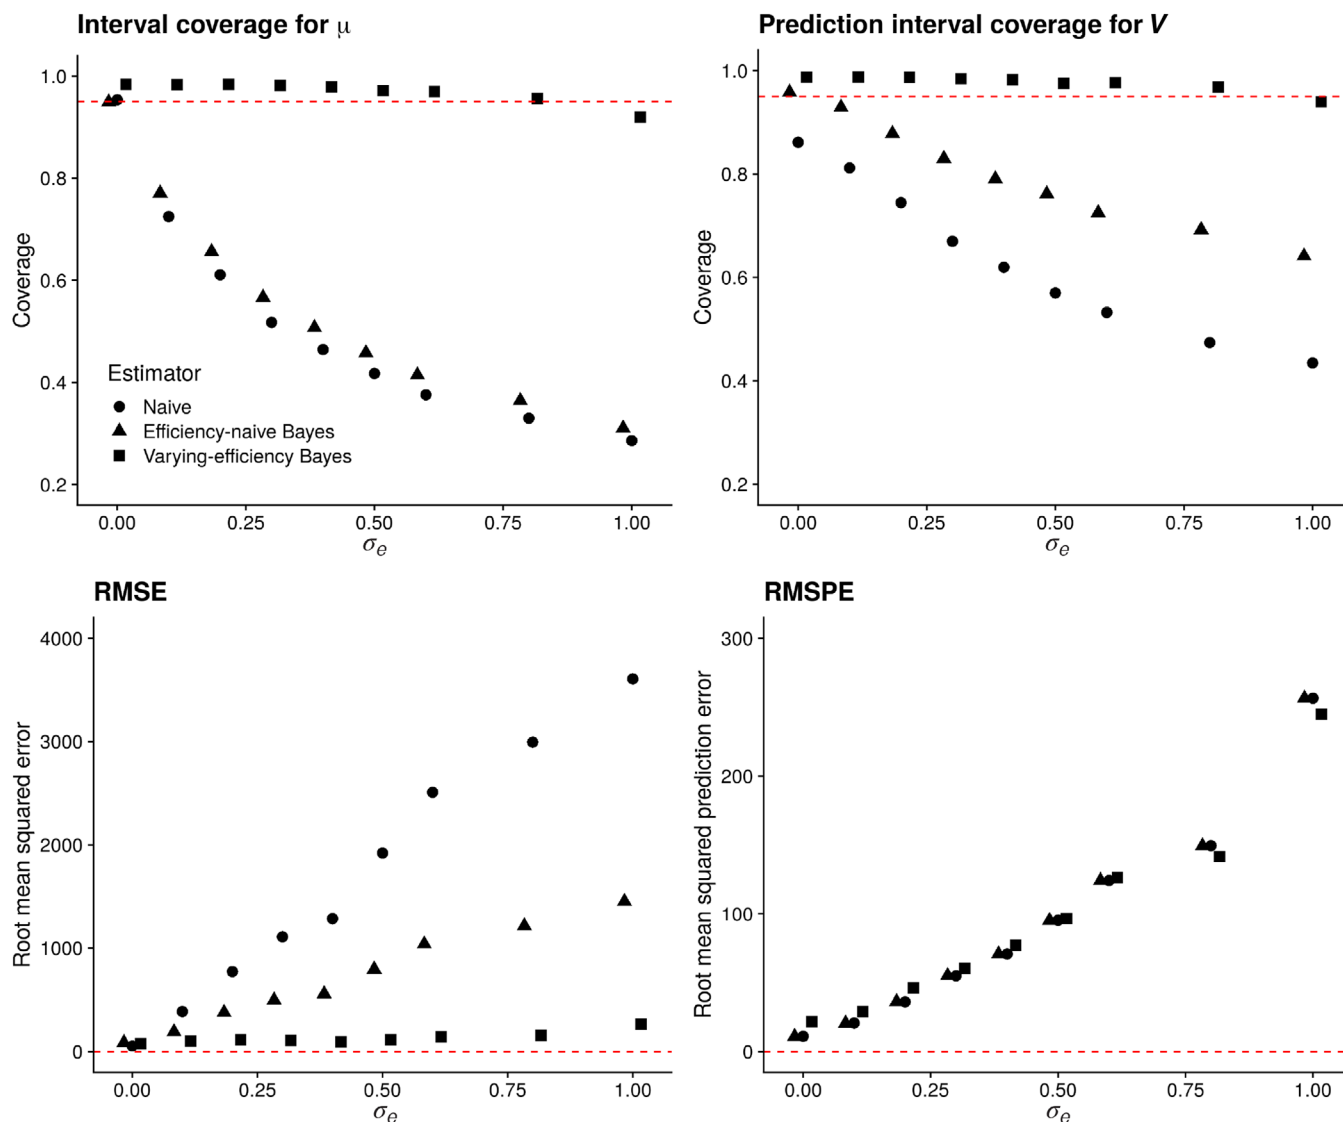 Interval coverage for μ
1.0
0.8
0.6
0.4
0.2
Coverage
Estimator
Naive
Efficiency-naive Bayes
Varying-efficiency Bayes
0.00 0.25 0.50 0.75 1.00
σe
Prediction interval coverage for V
1.0
0.8
0.6
0.4
0.2
Coverage
0.00 0.25 0.50 0.75 1.00
σe
RMSE
4000
3000
2000
1000
0
Root mean squared error
0.00 0.25 0.50 0.75 1.00
σe
RMSPE
300
200
100
0
Root mean squared prediction error
0.00 0.25 0.50 0.75 1.00
σe